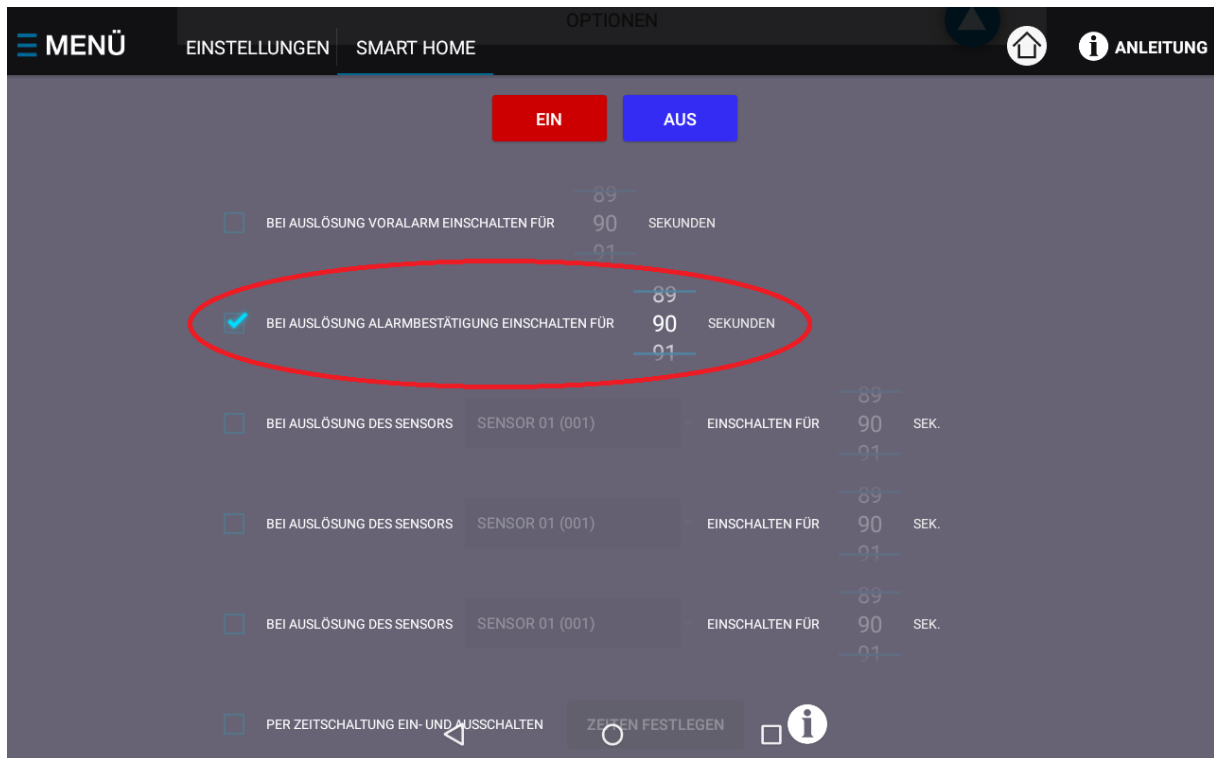 OPTIONEN
MENÜ EINSTELLUNGEN SMART HOME ANLEITUNG
EIN AUS
89
BEI AUSLÖSUNG VORALARM EINSCHALTEN FÜR 90 SEKUNDEN
91
89
BEI AUSLÖSUNG ALARMBESTÄTIGUNG EINSCHALTEN FÜR 90 SEKUNDEN
91
89
BEI AUSLÖSUNG DES SENSORS SENSOR 01 (001) EINSCHALTEN FÜR 90 SEK.
91
89
BEI AUSLÖSUNG DES SENSORS SENSOR 01 (001) EINSCHALTEN FÜR 90 SEK.
91
89
BEI AUSLÖSUNG DES SENSORS SENSOR 01 (001) EINSCHALTEN FÜR 90 SEK.
91
PER ZEITSCHALTUNG EIN- UND AUSSCHALTEN ZEITEN FESTLEGEN